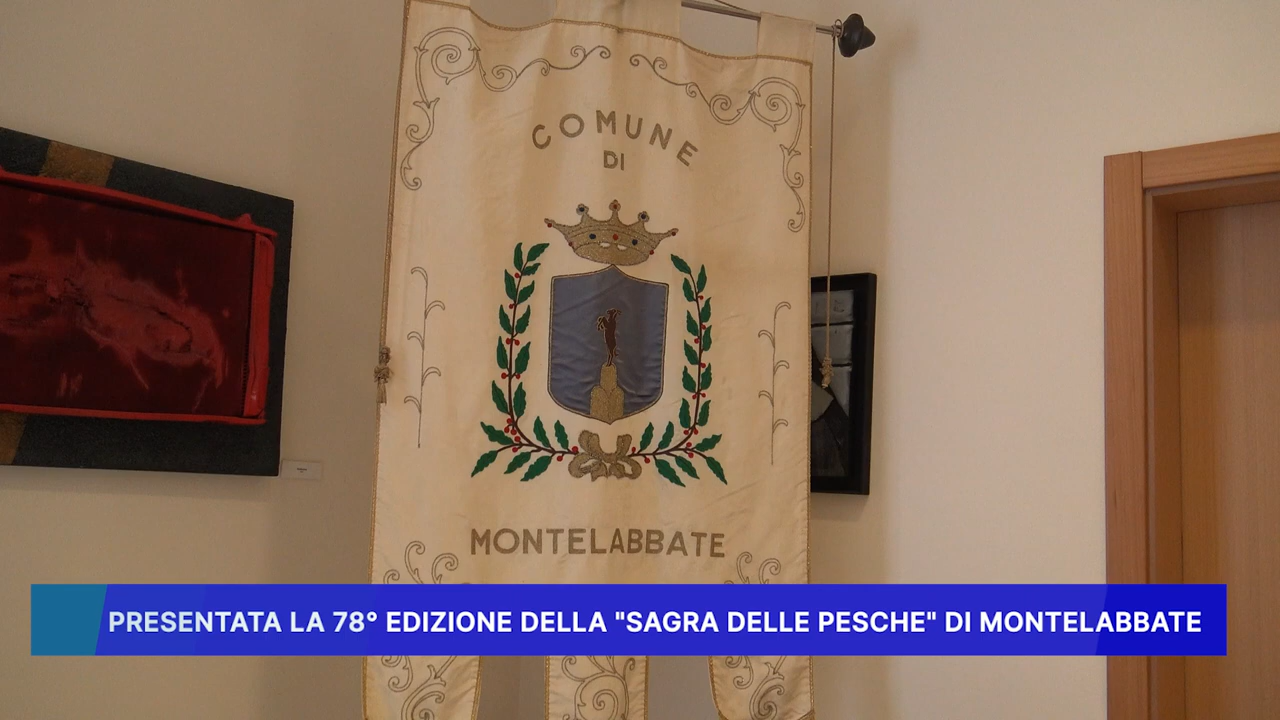 COMUNE
DI
MONTELABBATE
PRESENTATA LA 78° EDIZIONE DELLA "SAGRA DELLE PESCHE" DI MONTELABBATE